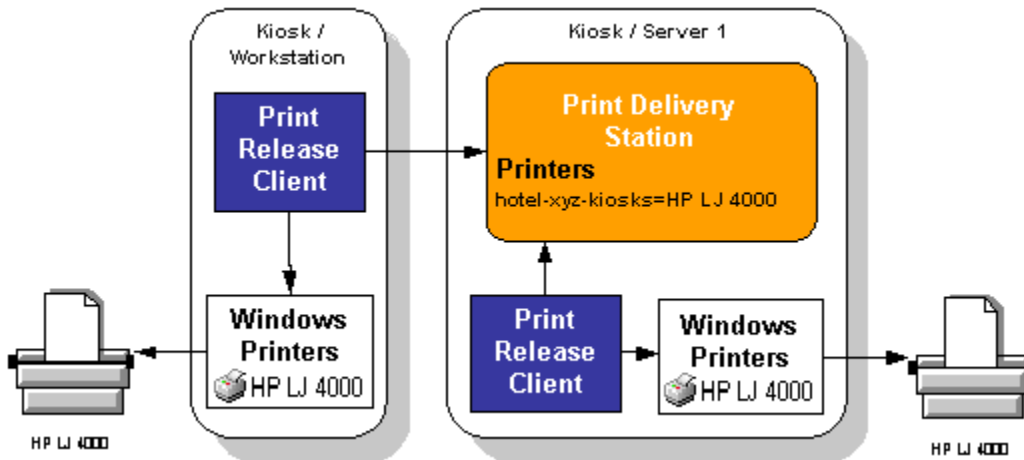 Kiosk /
Workstation
Print
Release
Client
Windows
Printers
HP LJ 4000
HP LJ 4000
Kiosk / Server 1
Print Delivery
Station
Printers
hotel-xyz-kiosks=HP LJ 4000
Print
Release
Client
Windows
Printers
HP LJ 4000
HP LJ 4000